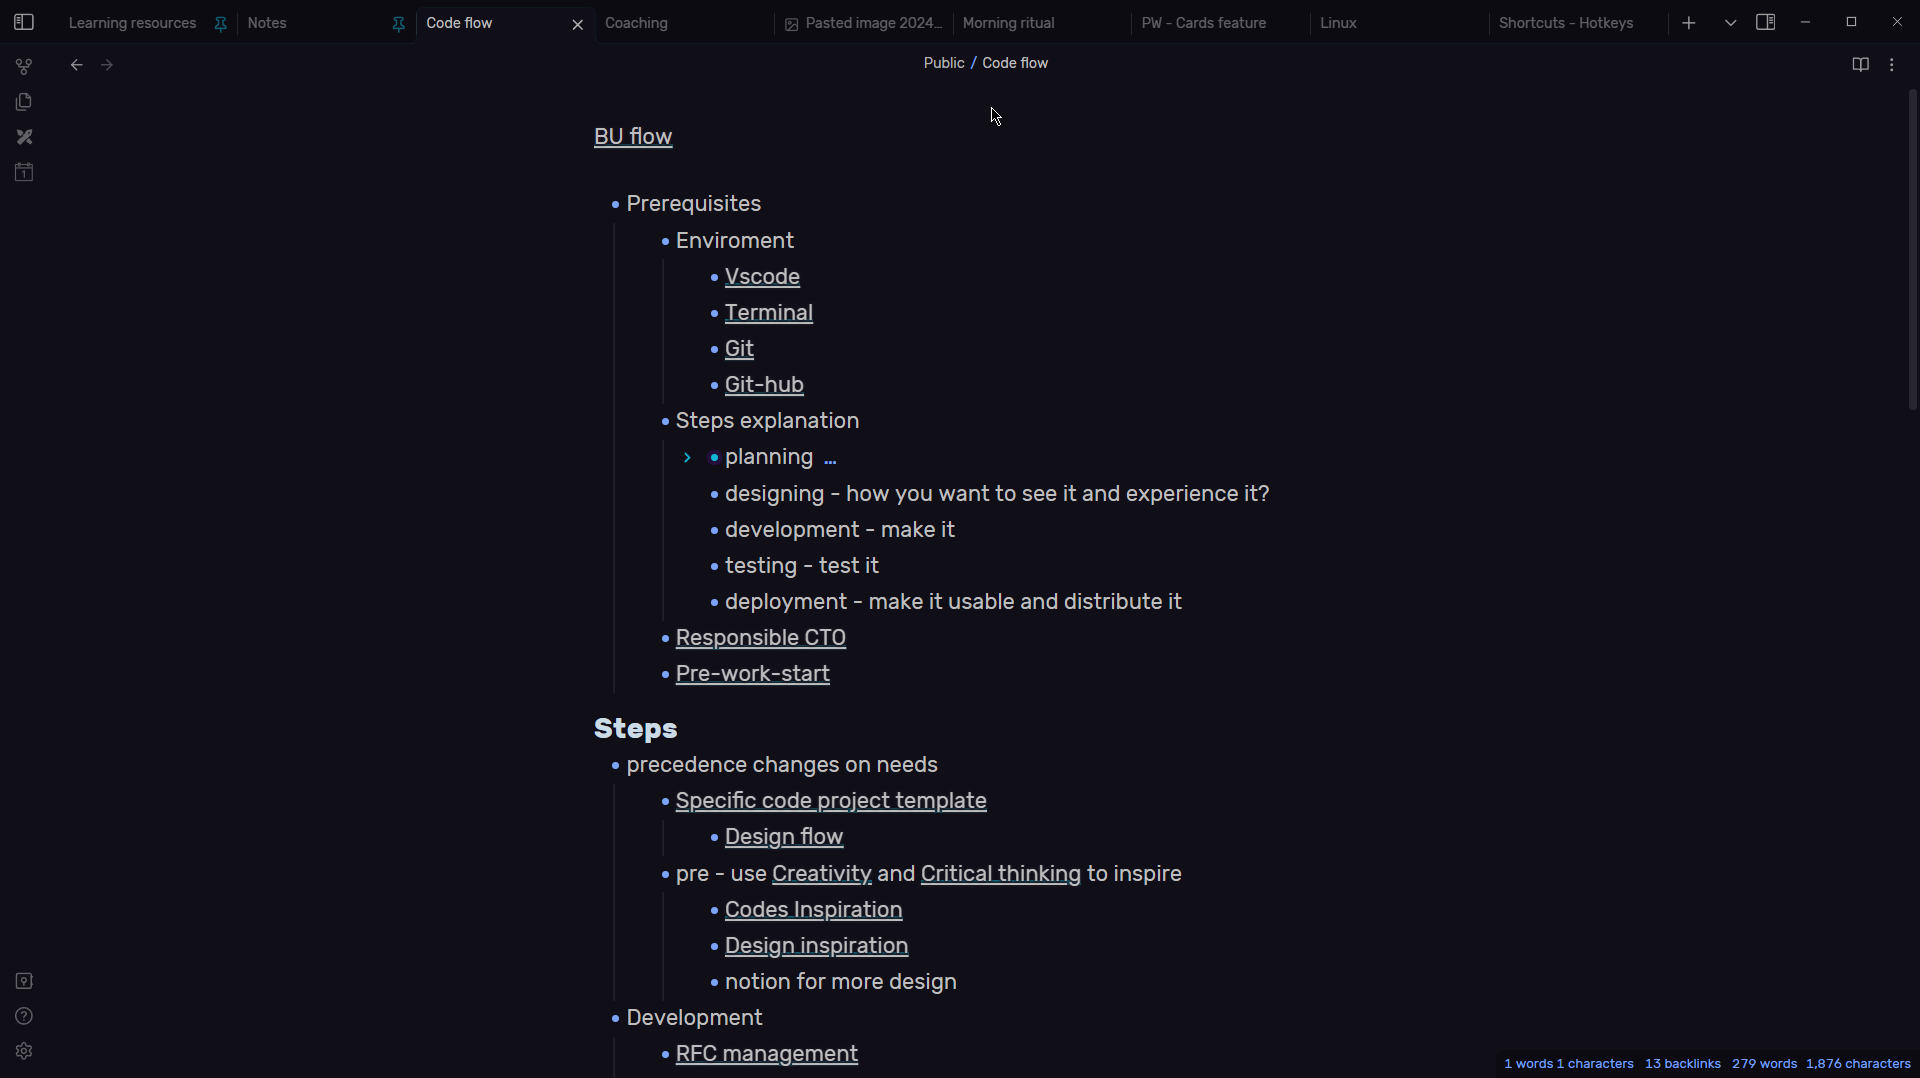 Learning resources
Notes
Code flow
Coaching
Pasted image 2024...
Morning ritual
PW - Cards feature
Linux
Shortcuts - Hotkeys
Public / Code flow
1
BU flow
Prerequisites
Enviroment
Vscode
Terminal
Git
Git-hub
Steps explanation
planning ...
designing - how you want to see it and experience it?
development - make it
testing - test it
deployment - make it usable and distribute it
Responsible CTO
Pre-work-start
Steps
precedence changes on needs
Specific code project template
Design flow
pre - use Creativity and Critical thinking to inspire
Codes Inspiration
Design inspiration
notion for more design
Development
RFC management
1 words 1 characters 13 backlinks 279 words 1,876 characters